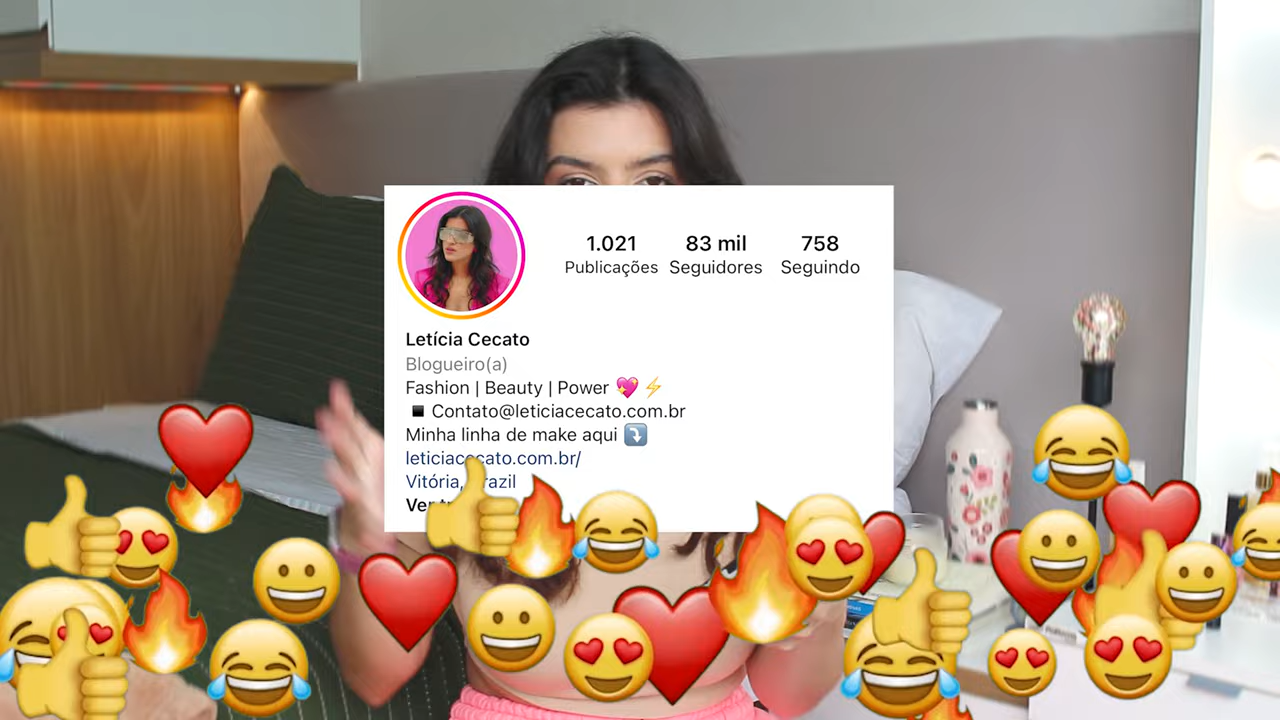 1.021 83 mil 758
Publicações Seguidores Seguindo
Letícia Cecato
Blogueiro(a)
Fashion | Beauty | Power 💖⚡
Contato@leticiacecato.com.br
Minha linha de make aqui ⤵️
leticiacecato.com.br/
Vitória,